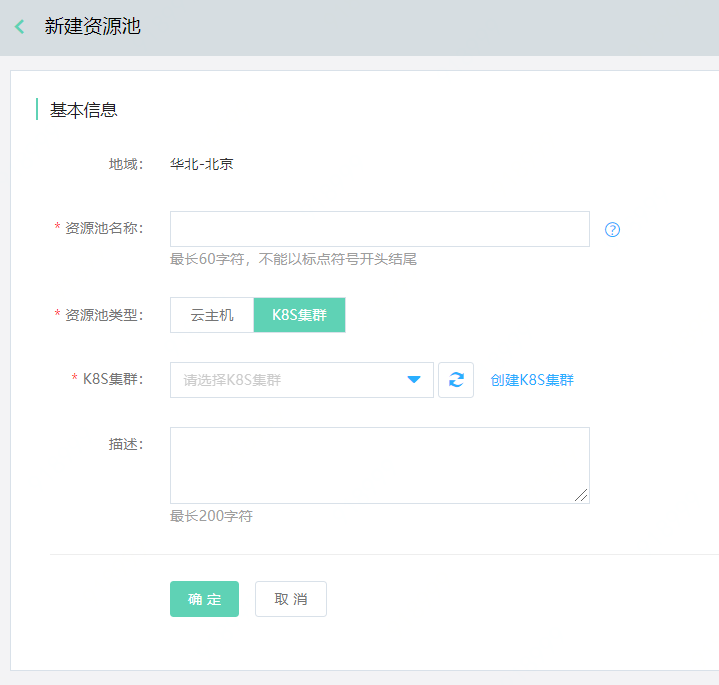 新建资源池
基本信息
地域： 华北-北京
* 资源池名称：
最长60字符，不能以标点符号开头结尾
* 资源池类型： 云主机 K8S集群
* K8S集群： 请选择K8S集群 创建K8S集群
描述：
最长200字符
确 定 取 消